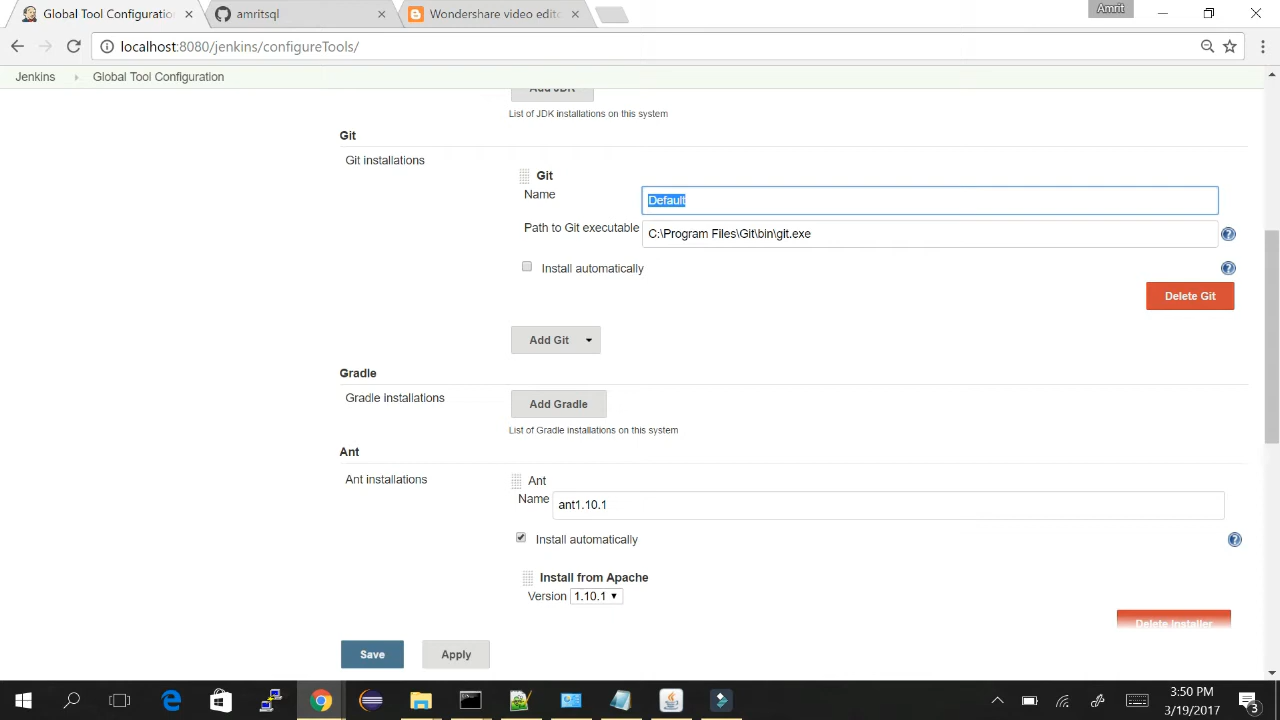 Global Tool Configuratio
amritsql
Wondershare video edito
Amrit
localhost:8080/jenkins/configureTools/
Jenkins Global Tool Configuration
Add JDK
List of JDK installations on this system
Git
Git installations
Git
Name
Default
Path to Git executable
C:\Program Files\Git\bin\git.exe
Install automatically
Delete Git
Add Git
Gradle
Gradle installations
Add Gradle
List of Gradle installations on this system
Ant
Ant installations
Ant
Name
ant1.10.1
Install automatically
Install from Apache
Version 1.10.1
Delete Installer
Save
Apply
3:50 PM
3/19/2017
3